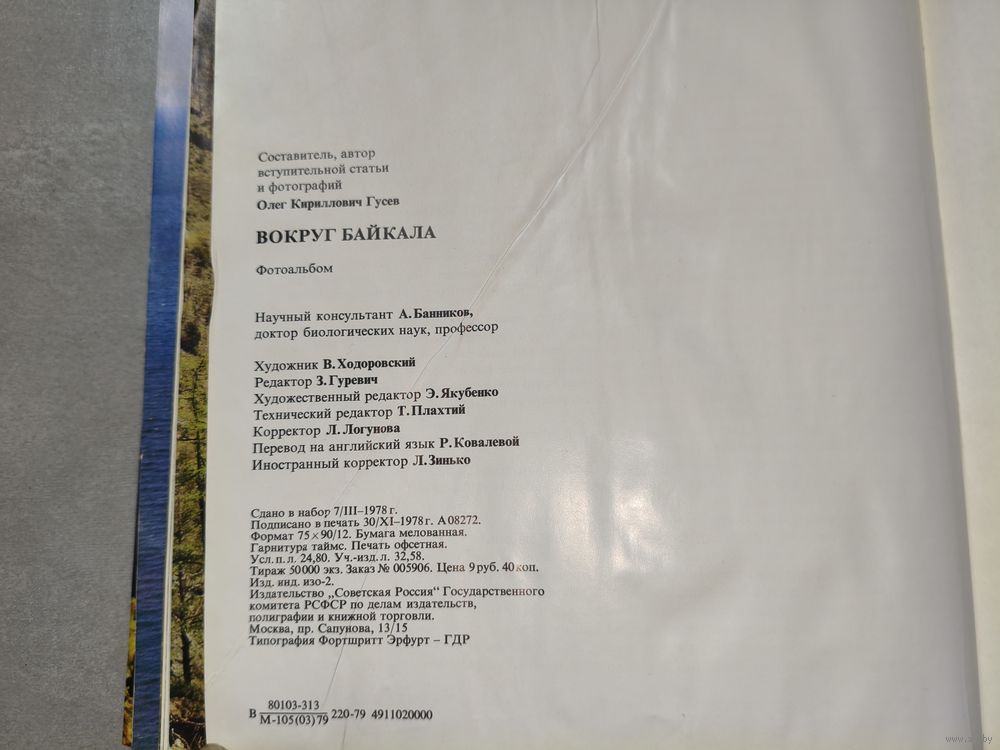 Составитель, автор
вступительной статьи
и фотографий
Олег Кириллович Гусев
ВОКРУГ БАЙКАЛА
Фотоальбом
Научный консультант А. Банников,
доктор биологических наук, профессор
Художник В. Ходоровский
Редактор З. Гуревич
Художественный редактор Э. Якубенко
Технический редактор Т. Плахтий
Корректор Л. Логунова
Перевод на английский язык Р. Ковалевой
Иностранный корректор Л. Зинько
Сдано в набор 7/III–1978 г.
Подписано в печать 30/XI–1978 г. А 08272.
Формат 75×90/12. Бумага мелованная.
Гарнитура таймс. Печать офсетная.
Усл. п. л. 24,80. Уч.-изд. л. 32,58.
Тираж 50 000 экз. Заказ № 005906. Цена 9 руб. 40 коп.
Изд. инд. изо-2.
Издательство „Советская Россия“ Государственного
комитета РСФСР по делам издательств,
полиграфии и книжной торговли.
Москва, пр. Сапунова, 13/15
Типография Фортшритт Эрфурт – ГДР
80103-313
В М-105(03)79 220-79 4911020000